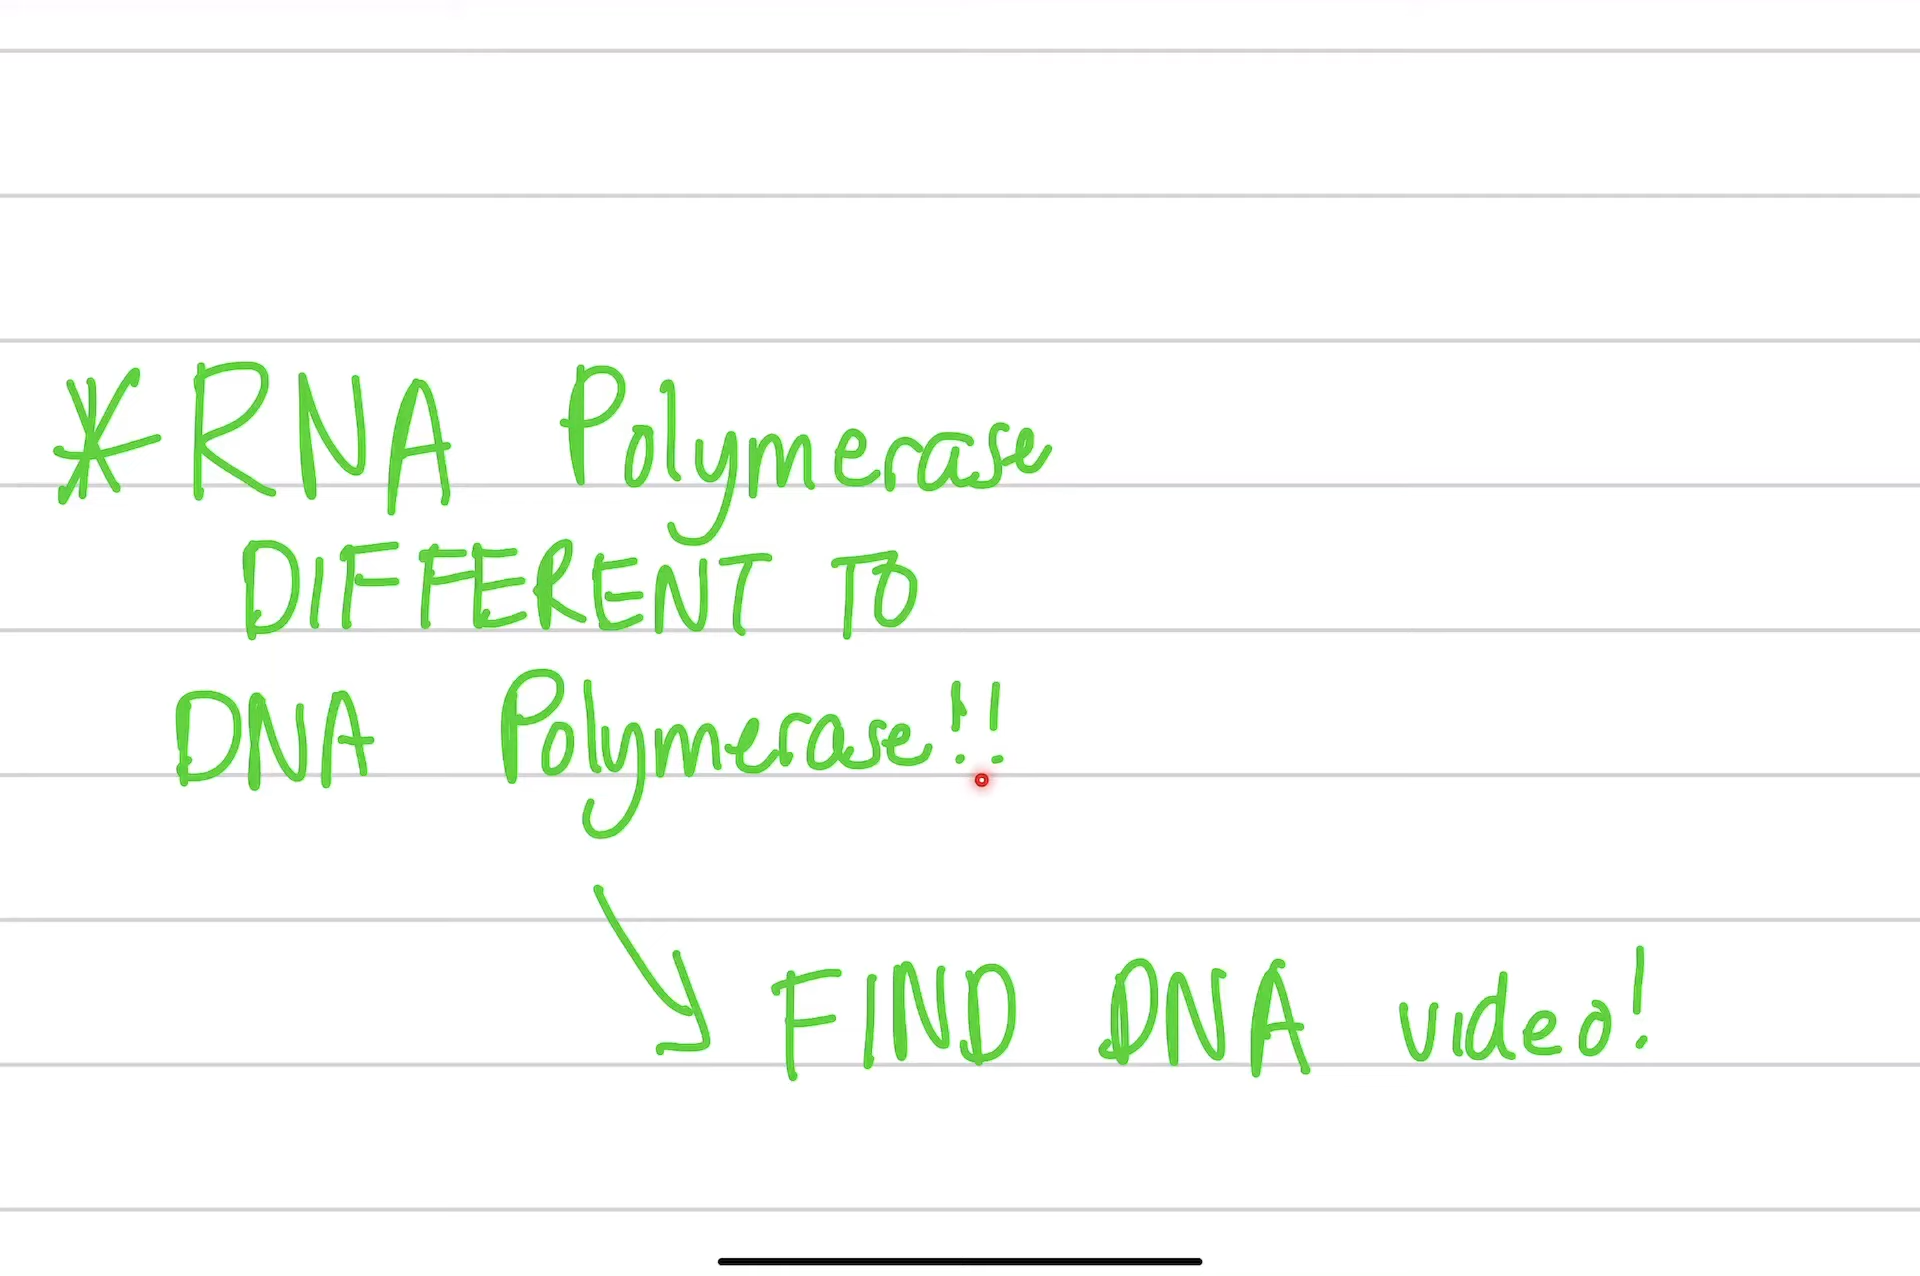 * RNA Polymerase
DIFFERENT TO
DNA Polymerase!!
FIND DNA video!